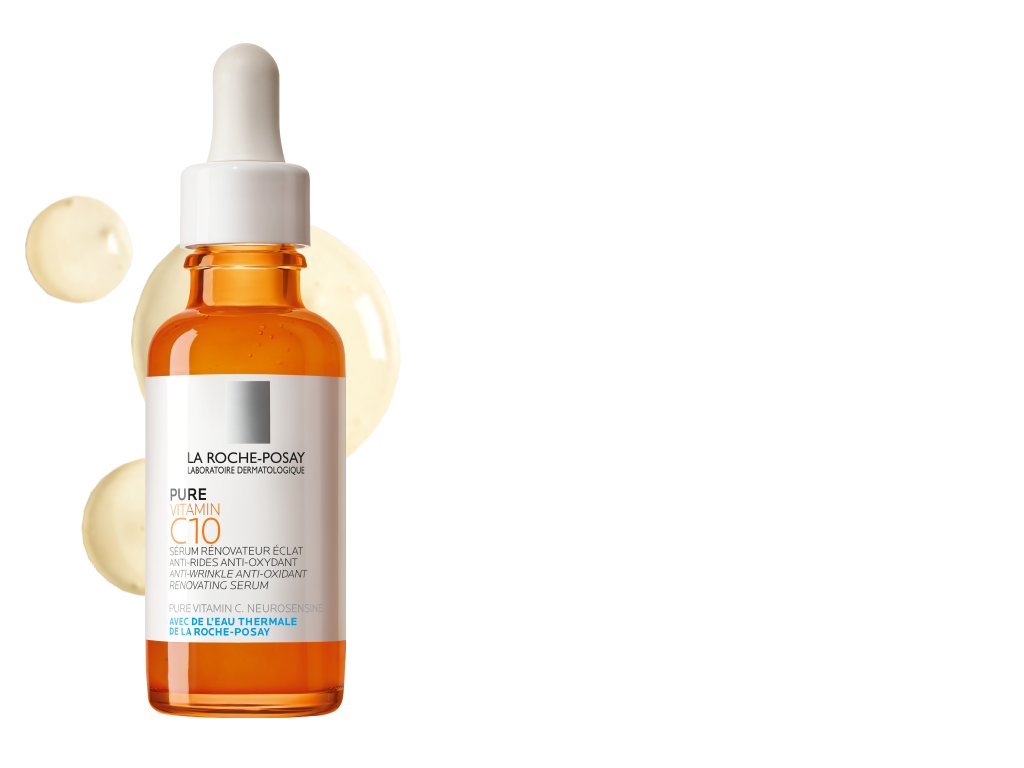 LA ROCHE-POSAY
LABORATOIRE DERMATOLOGIQUE
PURE
VITAMIN
C10
SÉRUM RÉNOVATEUR ÉCLAT
ANTI-RIDES ANTI-OXYDANT
ANTI-WRINKLE ANTI-OXIDANT
RENOVATING SERUM
PURE VITAMIN C. NEUROSENSINE
AVEC DE L'EAU THERMALE
DE LA ROCHE-POSAY